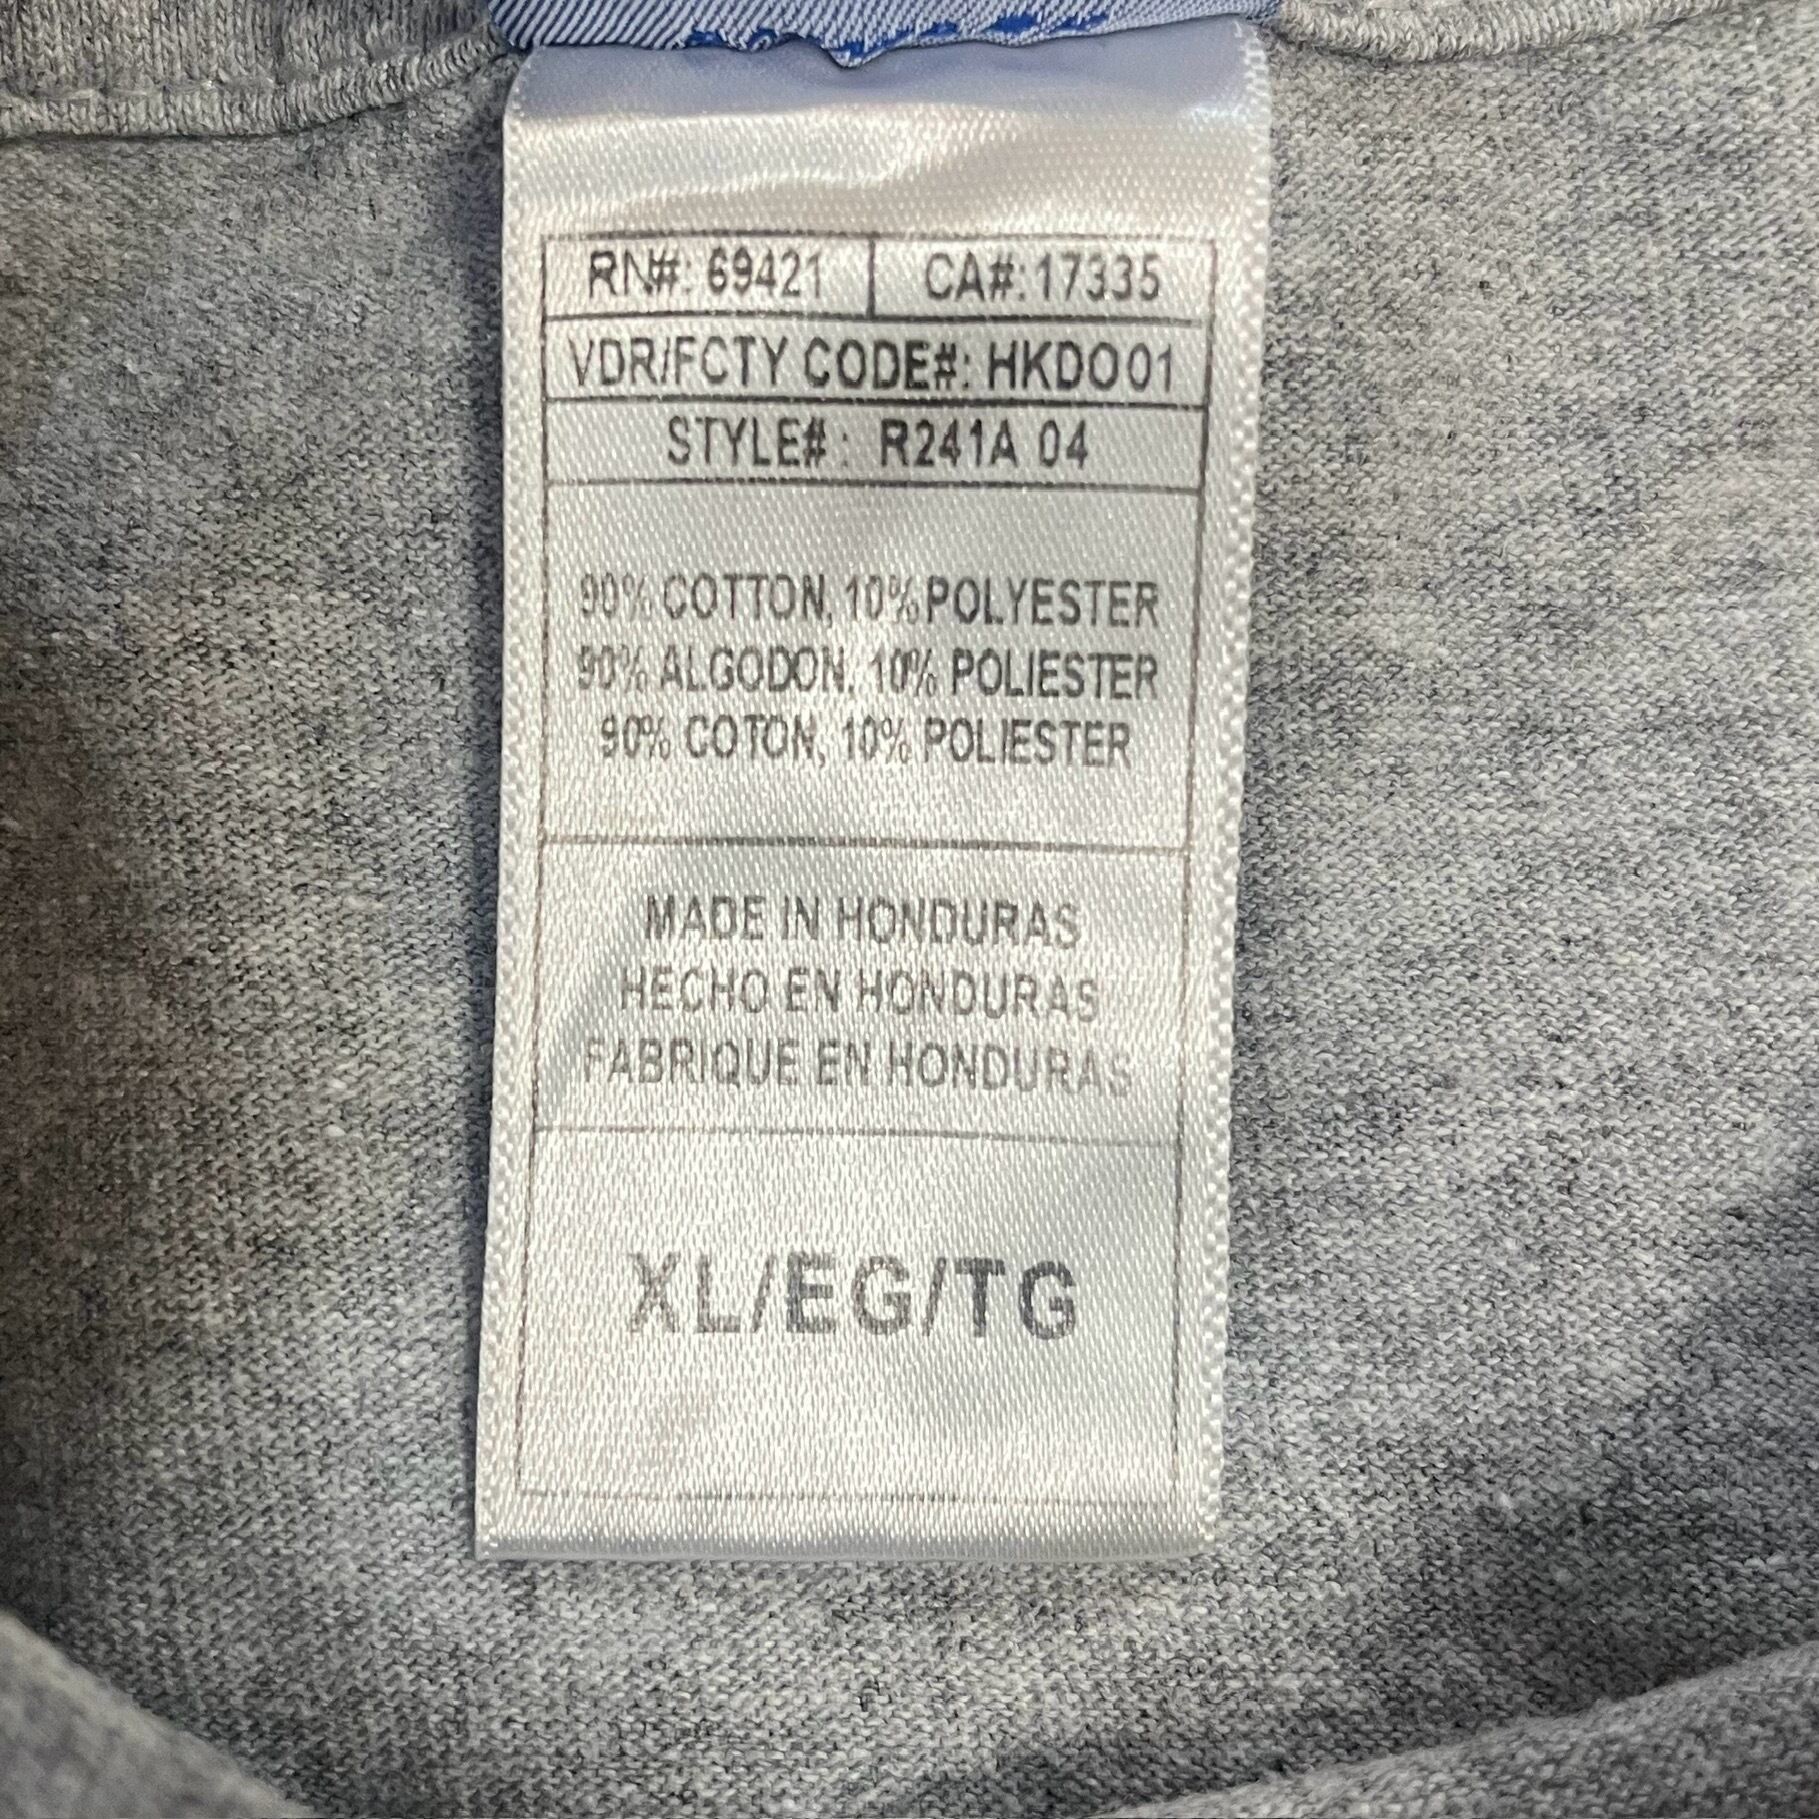 RN#: 69421 CA#: 17335
VDR/FCTY CODE#: HKDO01
STYLE#: R241A 04
90% COTTON, 10% POLYESTER
90% ALGODON, 10% POLIESTER
90% COTON, 10% POLIESTER
MADE IN HONDURAS
HECHO EN HONDURAS
FABRIQUE EN HONDURAS
XL/EG/TG